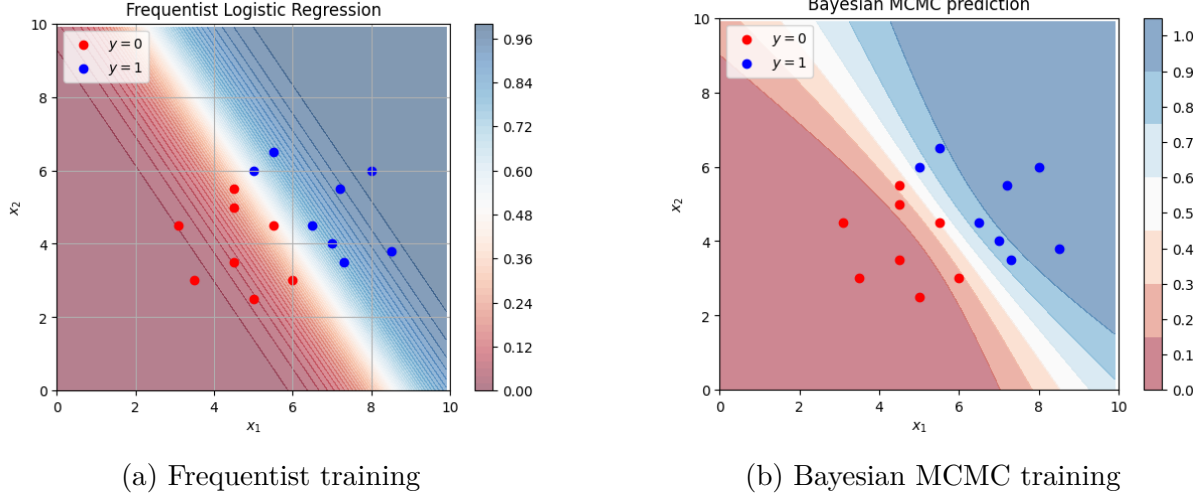 Frequentist Logistic Regression
y = 0
y = 1
10
8
6
4
2
0
x₂
0 2 4 6 8 10
x₁
0.96
0.84
0.72
0.60
0.48
0.36
0.24
0.12
0.00
(a) Frequentist training
Bayesian MCMC prediction
y = 0
y = 1
10
8
6
4
2
0
x₂
0 2 4 6 8 10
x₁
1.0
0.9
0.8
0.7
0.6
0.5
0.4
0.3
0.2
0.1
0.0
(b) Bayesian MCMC training